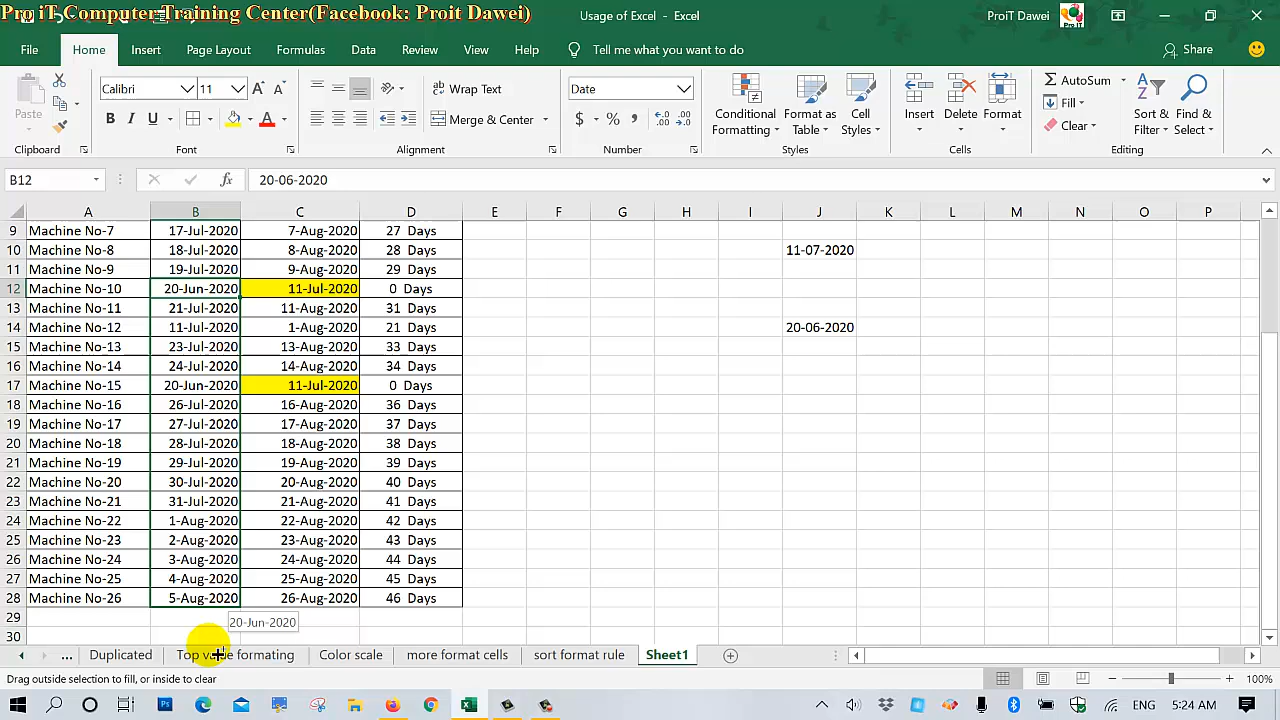 Pro iT Computer Training Center(Facebook: Proit Dawei)
Usage of Excel - Excel
ProiT Dawei
File Home Insert Page Layout Formulas Data Review View Help Tell me what you want to do Share
Calibri 11 Wrap Text Date AutoSum
Paste Merge & Center Conditional Formatting Format as Table Cell Styles Insert Delete Format Fill Clear Sort & Filter Find & Select
Clipboard Font Alignment Number Styles Cells Editing
B12 fx 20-06-2020
A B C D E F G H I J K L M N O P
9 Machine No-7 17-Jul-2020 7-Aug-2020 27 Days
10 Machine No-8 18-Jul-2020 8-Aug-2020 28 Days 11-07-2020
11 Machine No-9 19-Jul-2020 9-Aug-2020 29 Days
12 Machine No-10 20-Jun-2020 11-Jul-2020 0 Days
13 Machine No-11 21-Jul-2020 11-Aug-2020 31 Days
14 Machine No-12 11-Jul-2020 1-Aug-2020 21 Days 20-06-2020
15 Machine No-13 23-Jul-2020 13-Aug-2020 33 Days
16 Machine No-14 24-Jul-2020 14-Aug-2020 34 Days
17 Machine No-15 20-Jun-2020 11-Jul-2020 0 Days
18 Machine No-16 26-Jul-2020 16-Aug-2020 36 Days
19 Machine No-17 27-Jul-2020 17-Aug-2020 37 Days
20 Machine No-18 28-Jul-2020 18-Aug-2020 38 Days
21 Machine No-19 29-Jul-2020 19-Aug-2020 39 Days
22 Machine No-20 30-Jul-2020 20-Aug-2020 40 Days
23 Machine No-21 31-Jul-2020 21-Aug-2020 41 Days
24 Machine No-22 1-Aug-2020 22-Aug-2020 42 Days
25 Machine No-23 2-Aug-2020 23-Aug-2020 43 Days
26 Machine No-24 3-Aug-2020 24-Aug-2020 44 Days
27 Machine No-25 4-Aug-2020 25-Aug-2020 45 Days
28 Machine No-26 5-Aug-2020 26-Aug-2020 46 Days
29
20-Jun-2020
30
... Duplicated Top value formating Color scale more format cells sort format rule Sheet1
Drag outside selection to fill, or inside to clear 100%
ENG 5:24 AM